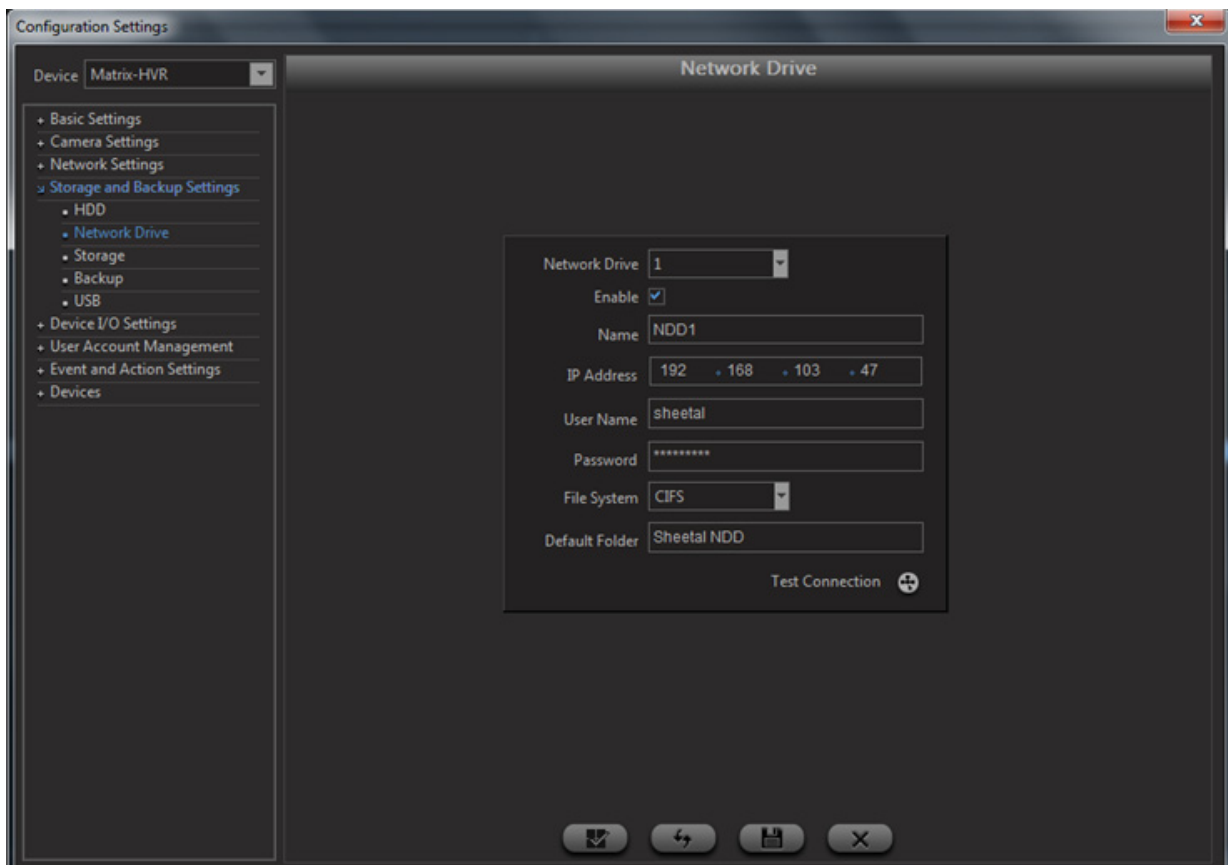 Configuration Settings
Device Matrix-HVR
+ Basic Settings
+ Camera Settings
+ Network Settings
Storage and Backup Settings
HDD
Network Drive
Storage
Backup
USB
+ Device I/O Settings
+ User Account Management
+ Event and Action Settings
+ Devices
Network Drive
Network Drive 1
Enable
Name NDD1
IP Address 192 . 168 . 103 . 47
User Name sheetal
Password *********
File System CIFS
Default Folder Sheetal NDD
Test Connection